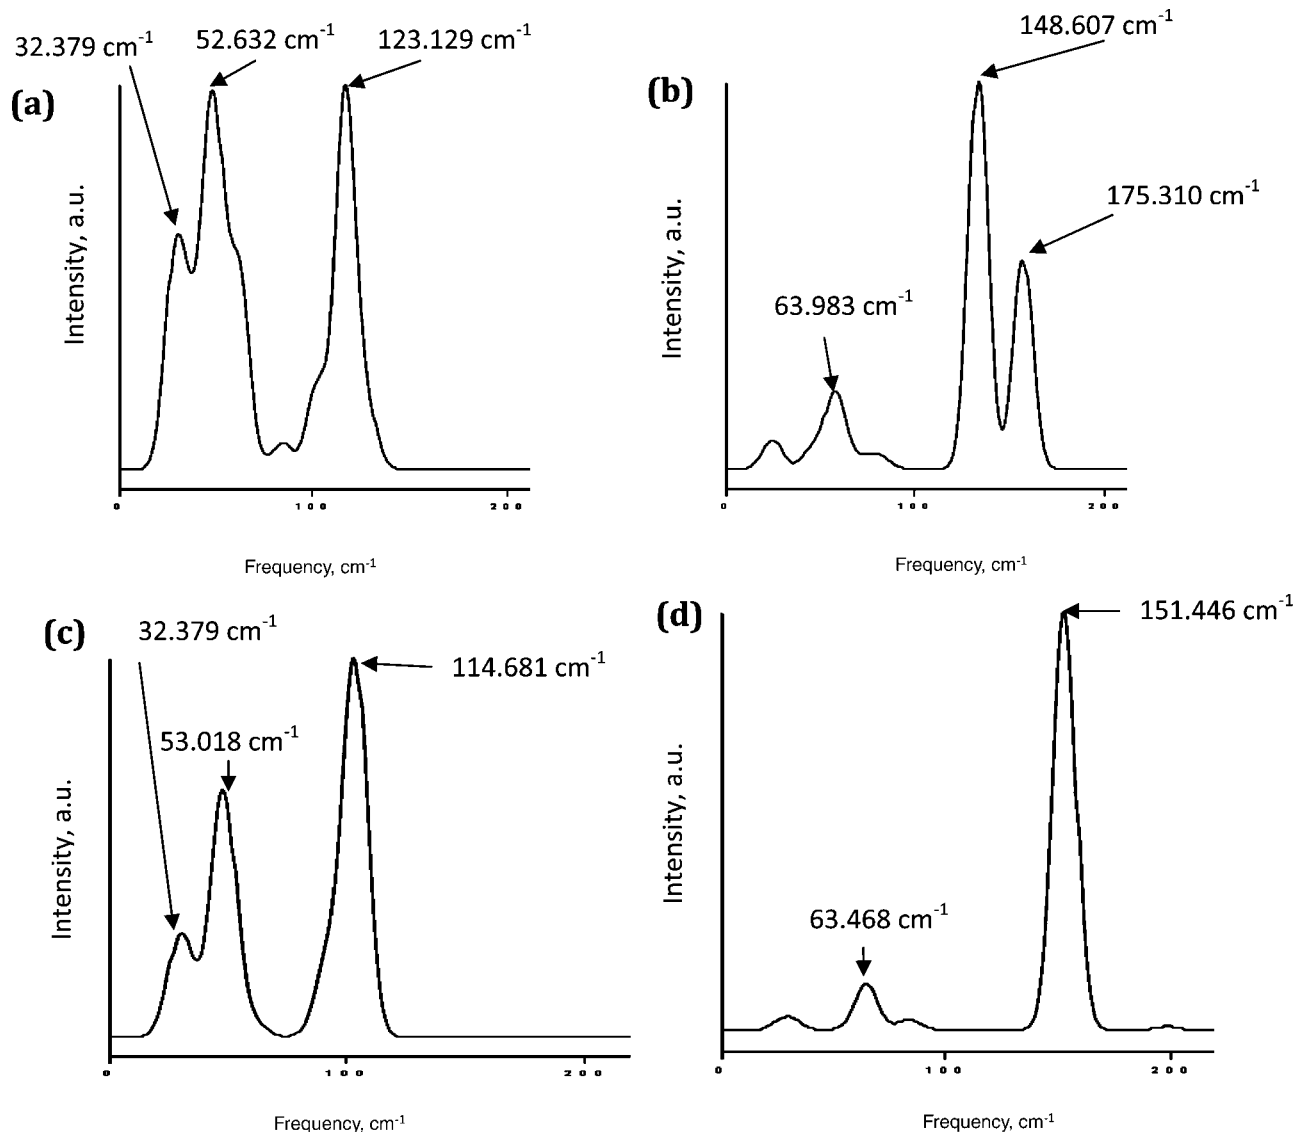 (a)
32.379 cm⁻¹
52.632 cm⁻¹
123.129 cm⁻¹
Intensity, a.u.
0 100 200
Frequency, cm⁻¹
(b)
148.607 cm⁻¹
175.310 cm⁻¹
63.983 cm⁻¹
Intensity, a.u.
0 100 200
Frequency, cm⁻¹
(c)
32.379 cm⁻¹
114.681 cm⁻¹
53.018 cm⁻¹
Intensity, a.u.
0 100 200
Frequency, cm⁻¹
(d)
151.446 cm⁻¹
63.468 cm⁻¹
Intensity, a.u.
0 100 200
Frequency, cm⁻¹